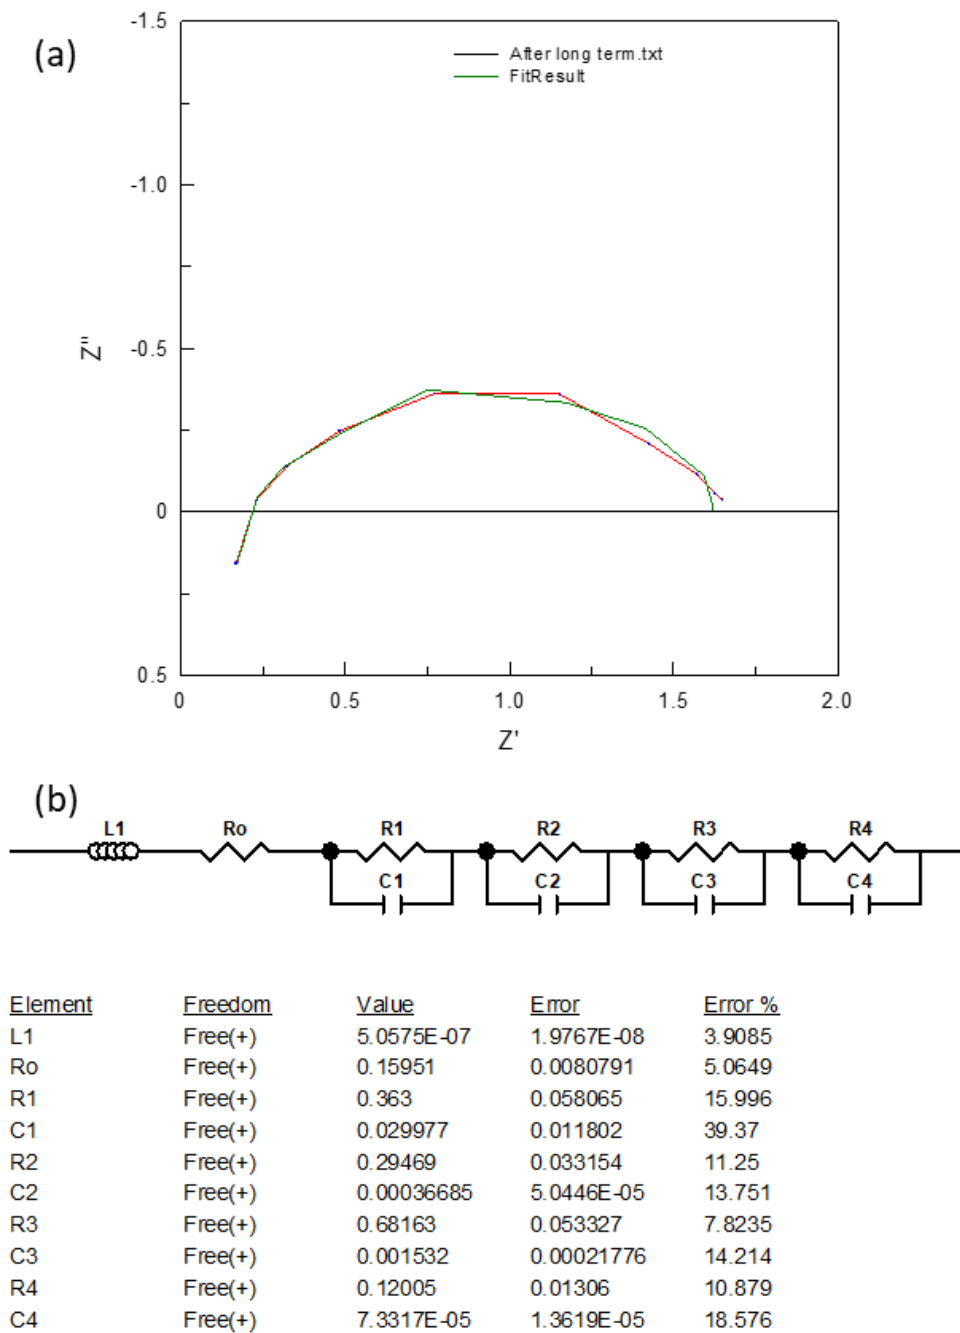 (a)
-1.5
After long term.txt
FitResult
-1.0
-0.5
Z"
0
0.5
0 0.5 1.0 1.5 2.0
Z'
(b)
L1 Ro R1 R2 R3 R4
C1 C2 C3 C4
Element Freedom Value Error Error %
L1 Free(+) 5.0575E-07 1.9767E-08 3.9085
Ro Free(+) 0.15951 0.0080791 5.0649
R1 Free(+) 0.363 0.058065 15.996
C1 Free(+) 0.029977 0.011802 39.37
R2 Free(+) 0.29469 0.033154 11.25
C2 Free(+) 0.00036685 5.0446E-05 13.751
R3 Free(+) 0.68163 0.053327 7.8235
C3 Free(+) 0.001532 0.00021776 14.214
R4 Free(+) 0.12005 0.01306 10.879
C4 Free(+) 7.3317E-05 1.3619E-05 18.576